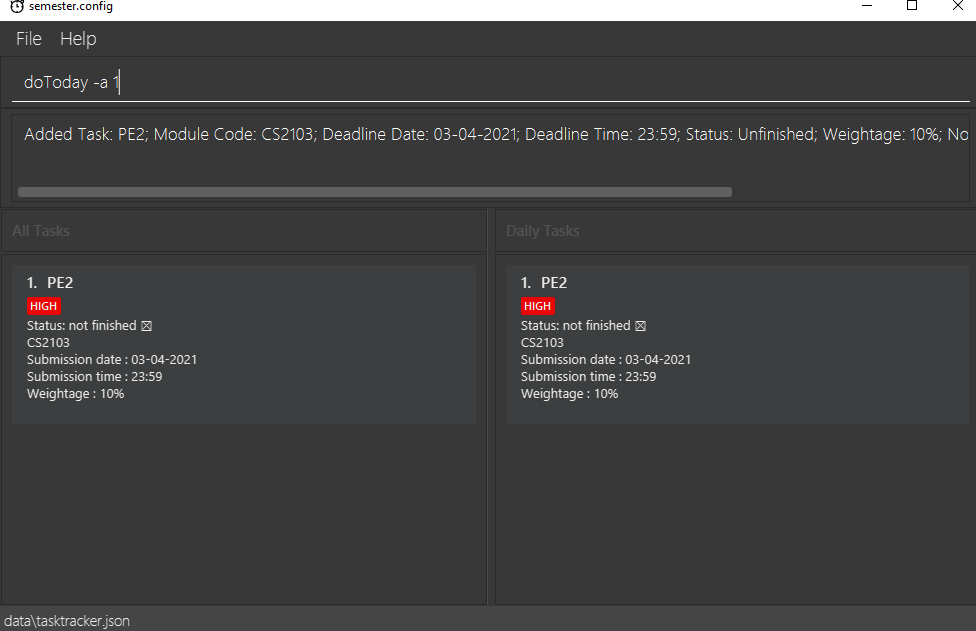 semester.config
File Help
doToday -a 1
Added Task: PE2; Module Code: CS2103; Deadline Date: 03-04-2021; Deadline Time: 23:59; Status: Unfinished; Weightage: 10%; No
All Tasks
1. PE2
HIGH
Status: not finished ☒
CS2103
Submission date : 03-04-2021
Submission time : 23:59
Weightage : 10%
Daily Tasks
1. PE2
HIGH
Status: not finished ☒
CS2103
Submission date : 03-04-2021
Submission time : 23:59
Weightage : 10%
data\tasktracker.json